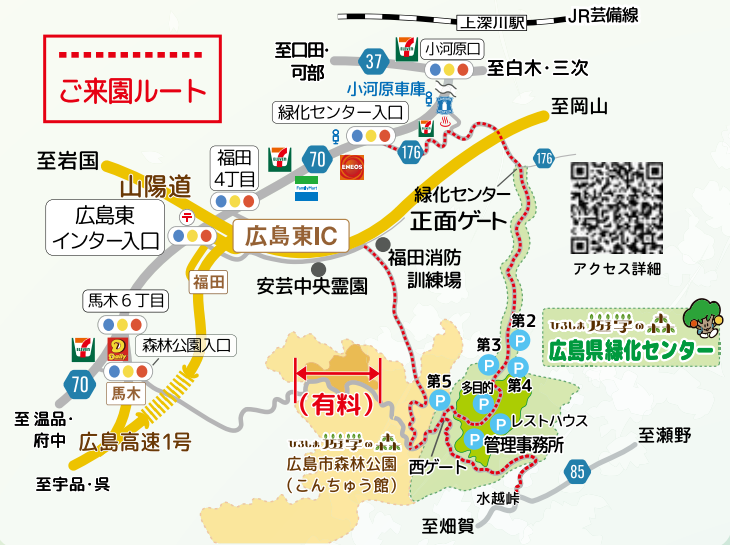 上深川駅
JR芸備線
ご来園ルート
至口田・
可部
37
小河原口
至白木・三次
小河原車庫
緑化センター入口
至岡山
至岩国
山陽道
福田
4丁目
70
ENEOS
FamilyMart
176
176
緑化センター
正面ゲート
アクセス詳細
広島東
インター入口
広島東IC
福田
安芸中央霊園
福田消防
訓練場
馬木6丁目
Daily
森林公園入口
70
馬木
至温品・
府中
広島高速1号
至宇品・呉
(有料)
ひろしま遊学の森
広島市森林公園
(こんちゅう館)
第2
第3
第4
第5
多目的
P
P
P
P
P
P
レストハウス
管理事務所
西ゲート
ひろしま遊学の森
広島県緑化センター
至瀬野
85
水越峠
至畑賀